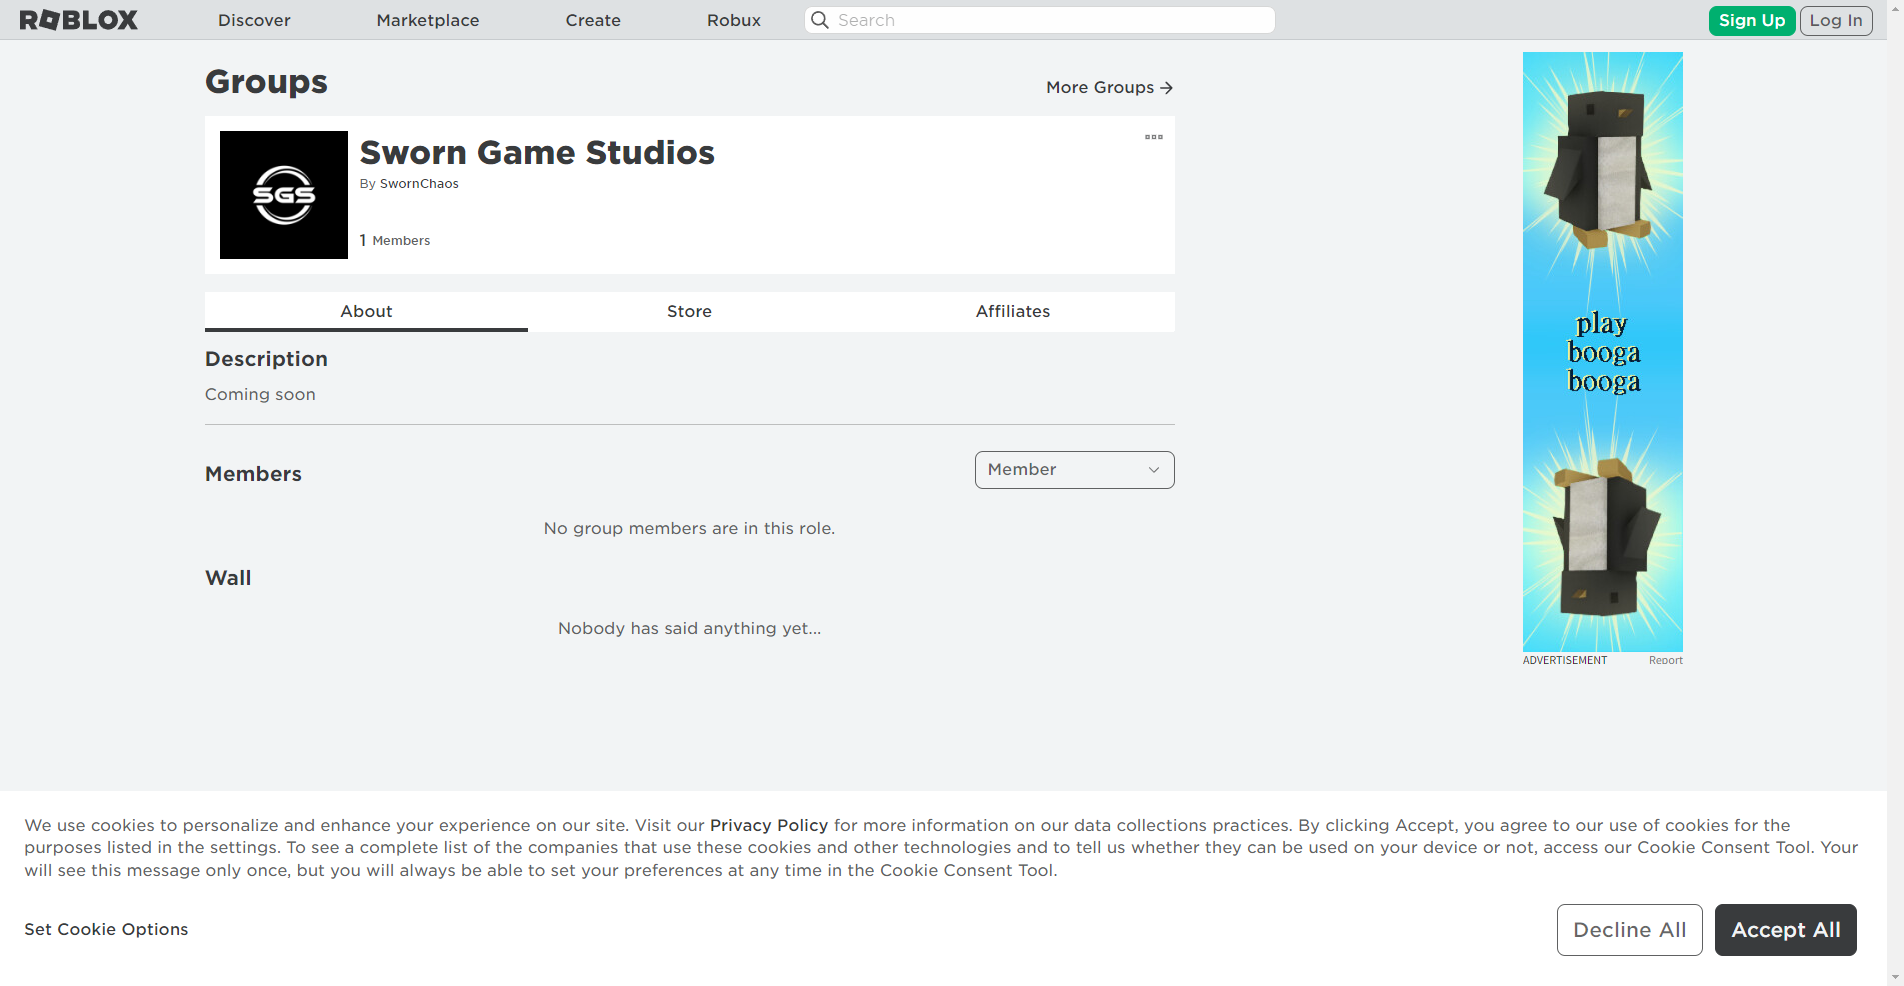 ROBLOX Discover Marketplace Create Robux Search Sign Up Log In
Groups
More Groups
SGS
Sworn Game Studios
By SwornChaos
1 Members
About Store Affiliates
Description
Coming soon
Members
Member
No group members are in this role.
Wall
Nobody has said anything yet...
play
booga
booga
ADVERTISEMENT Report
We use cookies to personalize and enhance your experience on our site. Visit our Privacy Policy for more information on our data collections practices. By clicking Accept, you agree to our use of cookies for the
purposes listed in the settings. To see a complete list of the companies that use these cookies and other technologies and to tell us whether they can be used on your device or not, access our Cookie Consent Tool. Your
will see this message only once, but you will always be able to set your preferences at any time in the Cookie Consent Tool.
Set Cookie Options
Decline All
Accept All